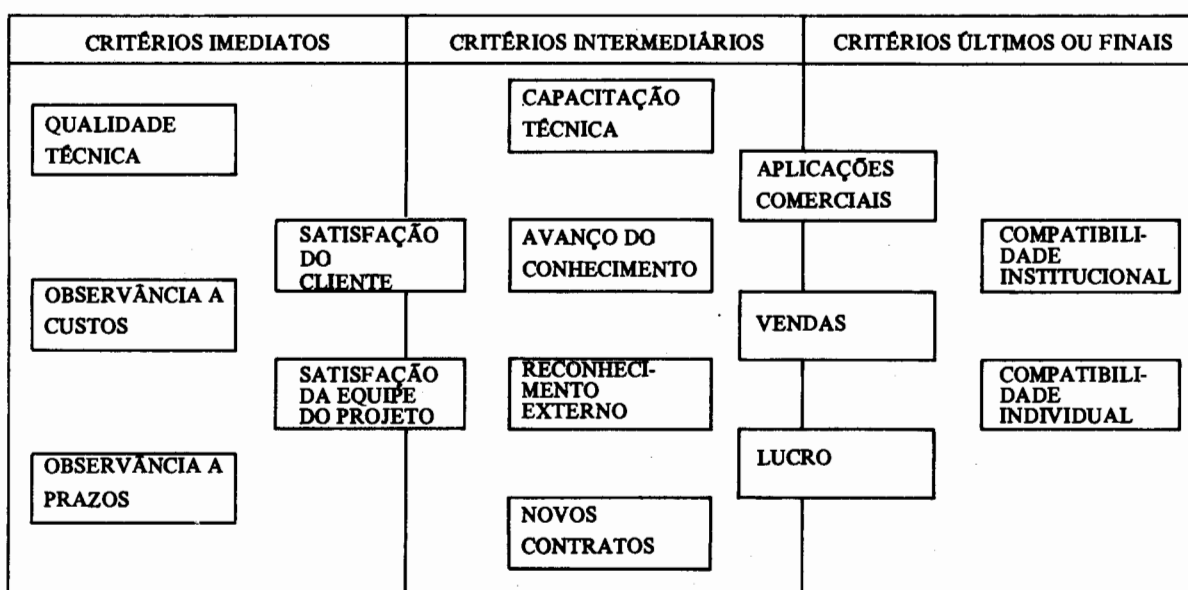 CRITÉRIOS IMEDIATOS
CRITÉRIOS INTERMEDIÁRIOS
CRITÉRIOS ÚLTIMOS OU FINAIS
QUALIDADE
TÉCNICA
OBSERVÂNCIA A
CUSTOS
OBSERVÂNCIA A
PRAZOS
SATISFAÇÃO
DO
CLIENTE
SATISFAÇÃO
DA EQUIPE
DO PROJETO
CAPACITAÇÃO
TÉCNICA
AVANÇO DO
CONHECIMENTO
RECONHECI-
MENTO
EXTERNO
NOVOS
CONTRATOS
APLICAÇÕES
COMERCIAIS
VENDAS
LUCRO
COMPATIBILI-
DADE
INSTITUCIONAL
COMPATIBILI-
DADE
INDIVIDUAL